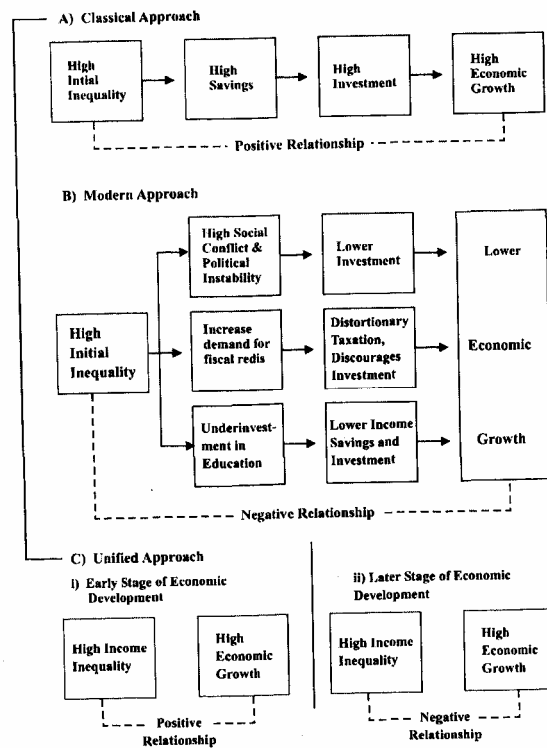 A) Classical Approach
High
Intial
Inequality
High
Savings
High
Investment
High
Economic
Growth
Positive Relationship
B) Modern Approach
High
Initial
Inequality
High Social
Conflict &
Political
Instability
Lower
Investment
Increase
demand for
fiscal redis
Distortionary
Taxation,
Discourages
Investment
Underinvest-
ment in
Education
Lower Income
Savings and
Investment
Lower
Economic
Growth
Negative Relationship
C) Unified Approach
i) Early Stage of Economic
Development
High Income
Inequality
High
Economic
Growth
Positive
Relationship
ii) Later Stage of Economic
Development
High Income
Inequality
High
Economic
Growth
Negative
Relationship